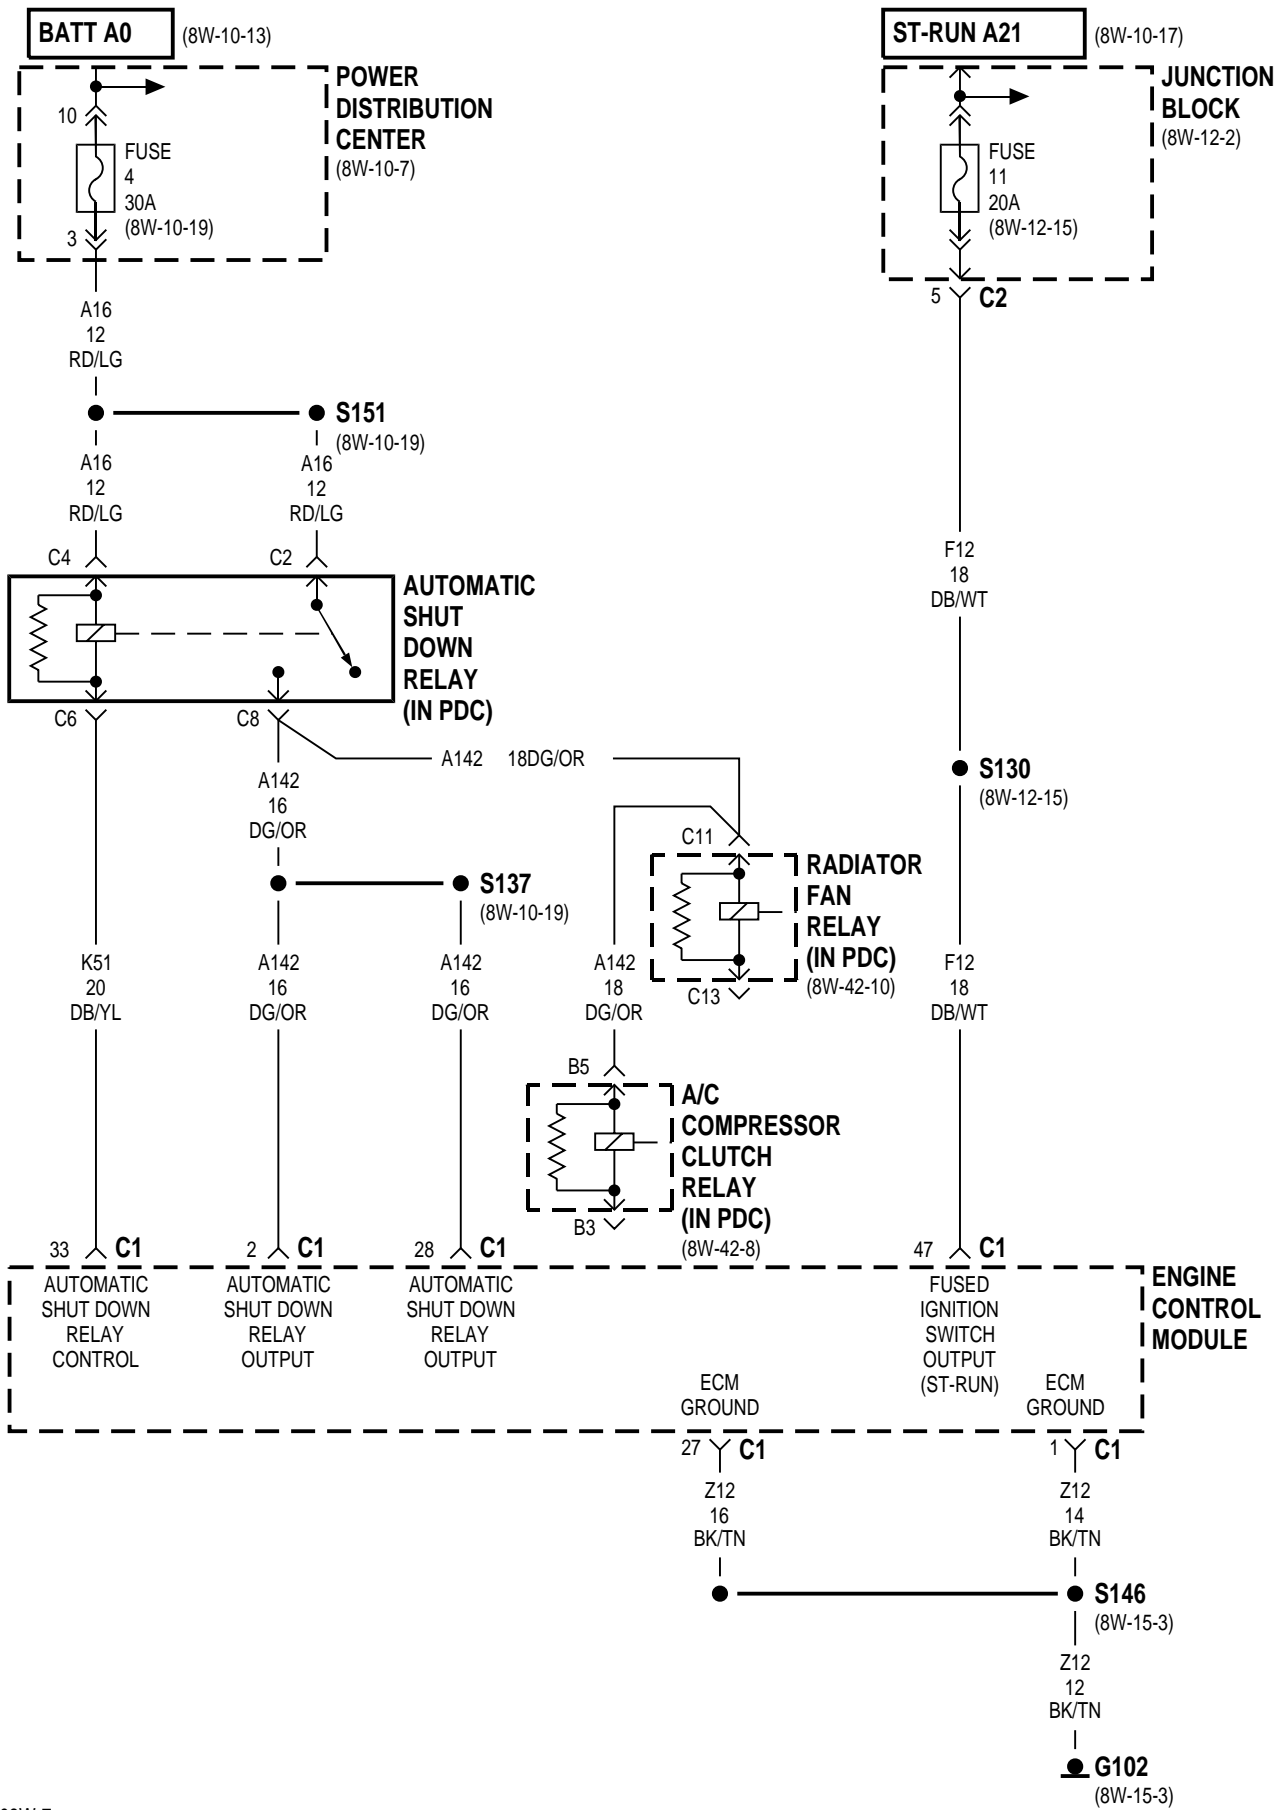 BATT A0 (8W-10-13)
ST-RUN A21 (8W-10-17)
POWER
DISTRIBUTION
CENTER
(8W-10-7)
10
FUSE
4
30A
(8W-10-19)
3
JUNCTION
BLOCK
(8W-12-2)
FUSE
11
20A
(8W-12-15)
5 C2
A16
12
RD/LG
S151
(8W-10-19)
A16
12
RD/LG
A16
12
RD/LG
C4
C2
AUTOMATIC
SHUT
DOWN
RELAY
(IN PDC)
C6
C8
F12
18
DB/WT
A142 18DG/OR
A142
16
DG/OR
S130
(8W-12-15)
S137
(8W-10-19)
C11
RADIATOR
FAN
RELAY
(IN PDC)
(8W-42-10)
C13
K51
20
DB/YL
A142
16
DG/OR
A142
16
DG/OR
A142
18
DG/OR
F12
18
DB/WT
B5
A/C
COMPRESSOR
CLUTCH
RELAY
(IN PDC)
(8W-42-8)
B3
33 C1
2 C1
28 C1
47 C1
AUTOMATIC
SHUT DOWN
RELAY
CONTROL
AUTOMATIC
SHUT DOWN
RELAY
OUTPUT
AUTOMATIC
SHUT DOWN
RELAY
OUTPUT
FUSED
IGNITION
SWITCH
OUTPUT
(ST-RUN)
ENGINE
CONTROL
MODULE
ECM
GROUND
ECM
GROUND
27 C1
1 C1
Z12
16
BK/TN
Z12
14
BK/TN
S146
(8W-15-3)
Z12
12
BK/TN
G102
(8W-15-3)